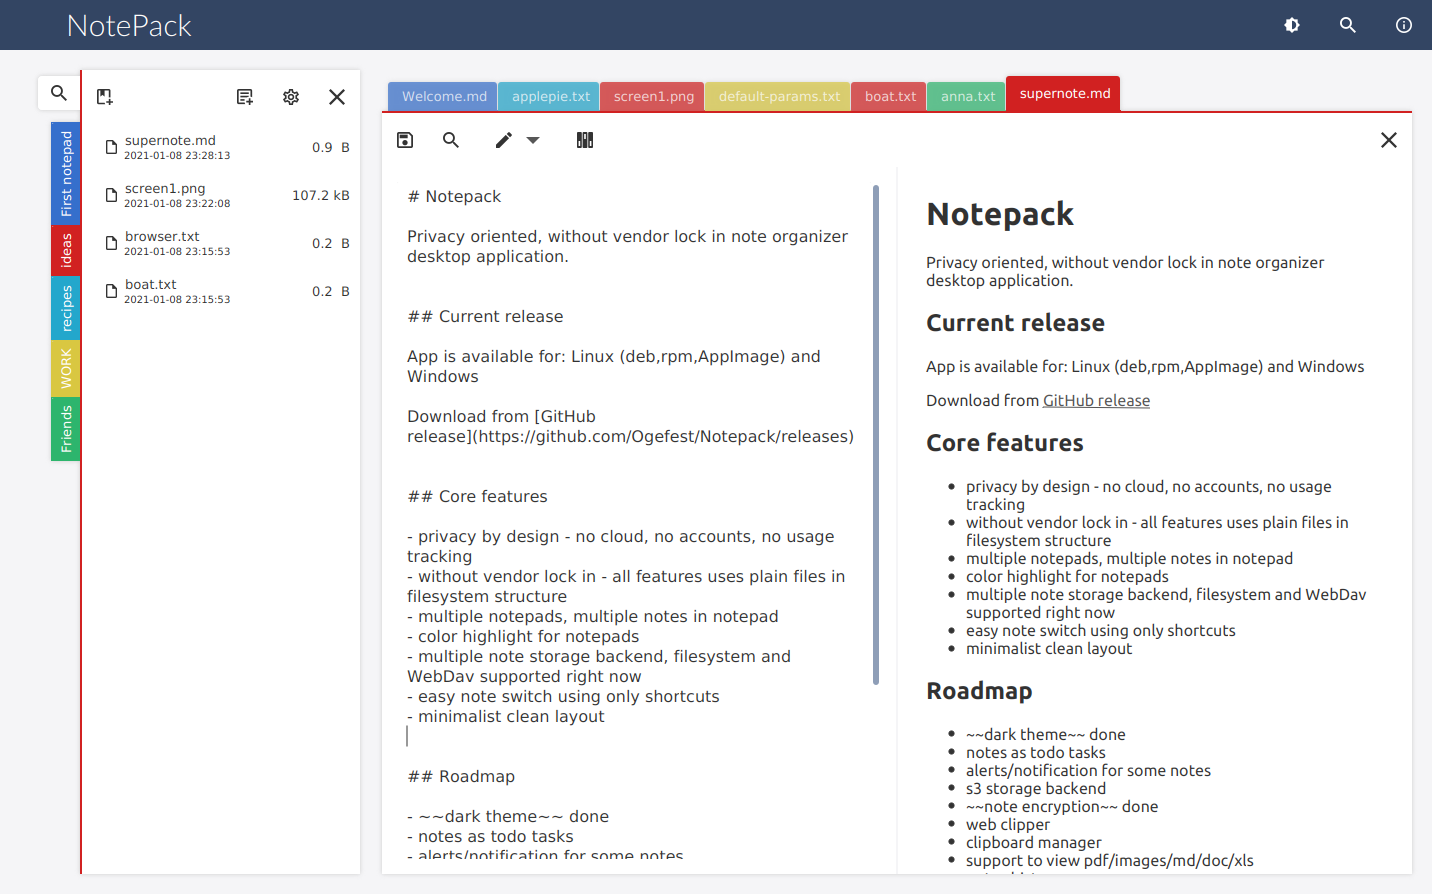 NotePack
First notepad
ideas
recipes
WORK
Friends
supernote.md
2021-01-08 23:28:13
0.9 B
screen1.png
2021-01-08 23:22:08
107.2 kB
browser.txt
2021-01-08 23:15:53
0.2 B
boat.txt
2021-01-08 23:15:53
0.2 B
Welcome.md
applepie.txt
screen1.png
default-params.txt
boat.txt
anna.txt
supernote.md
# Notepack
Privacy oriented, without vendor lock in note organizer
desktop application.
## Current release
App is available for: Linux (deb,rpm,AppImage) and
Windows
Download from [GitHub
release](https://github.com/Ogefest/Notepack/releases)
## Core features
- privacy by design - no cloud, no accounts, no usage
tracking
- without vendor lock in - all features uses plain files in
filesystem structure
- multiple notepads, multiple notes in notepad
- color highlight for notepads
- multiple note storage backend, filesystem and
WebDav supported right now
- easy note switch using only shortcuts
- minimalist clean layout
## Roadmap
- ~~dark theme~~ done
- notes as todo tasks
- alerts/notification for some notes
Notepack
Privacy oriented, without vendor lock in note organizer
desktop application.
Current release
App is available for: Linux (deb,rpm,AppImage) and Windows
Download from GitHub release
Core features
• privacy by design - no cloud, no accounts, no usage
tracking
• without vendor lock in - all features uses plain files in
filesystem structure
• multiple notepads, multiple notes in notepad
• color highlight for notepads
• multiple note storage backend, filesystem and WebDav
supported right now
• easy note switch using only shortcuts
• minimalist clean layout
Roadmap
• ~~dark theme~~ done
• notes as todo tasks
• alerts/notification for some notes
• s3 storage backend
• ~~note encryption~~ done
• web clipper
• clipboard manager
• support to view pdf/images/md/doc/xls